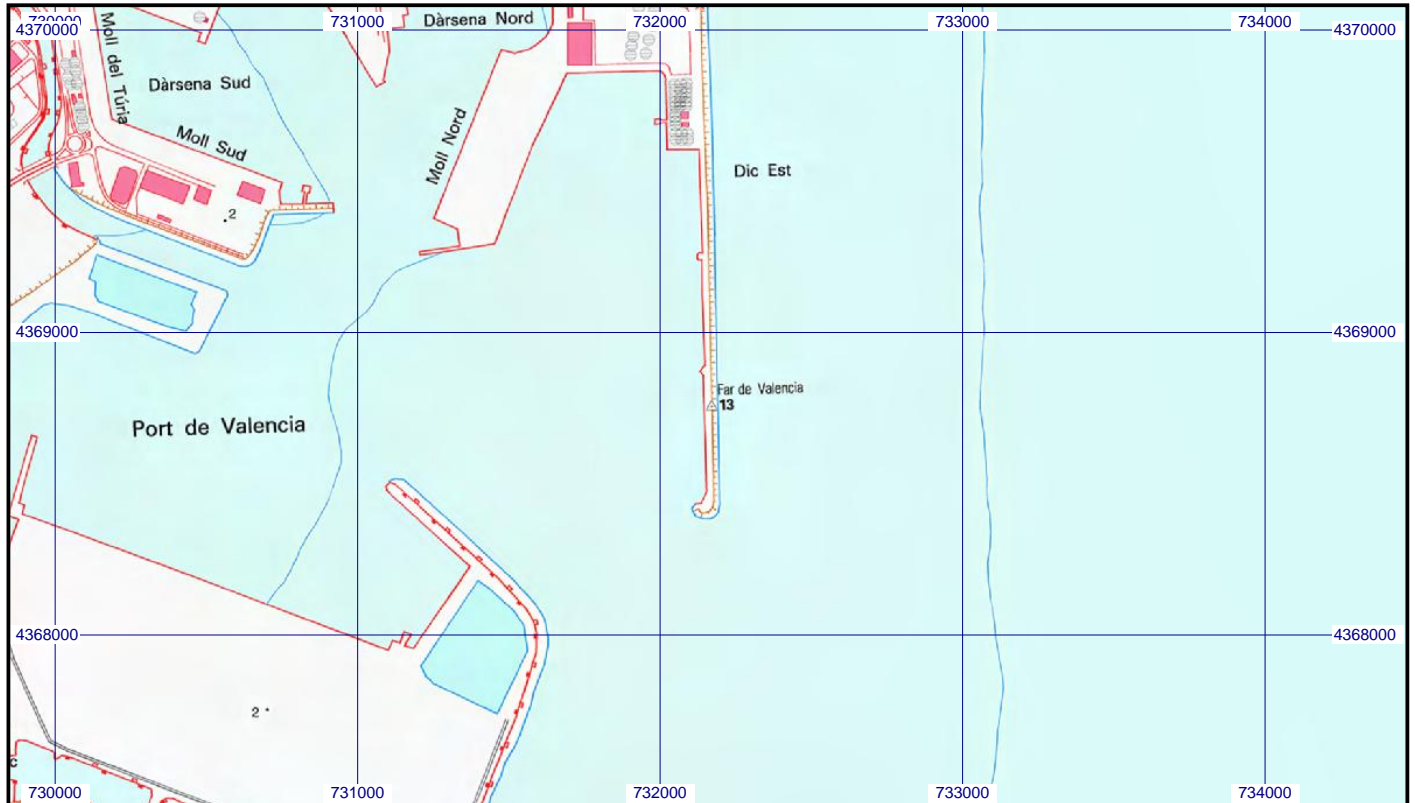 730000
731000
732000
733000
734000
4370000
4370000
Dàrsena Nord
Moll del Túria
Dàrsena Sud
Moll Sud
Moll Nord
Dic Est
2
4369000
4369000
Far de Valencia
13
Port de Valencia
4368000
4368000
2
c
730000
731000
732000
733000
734000